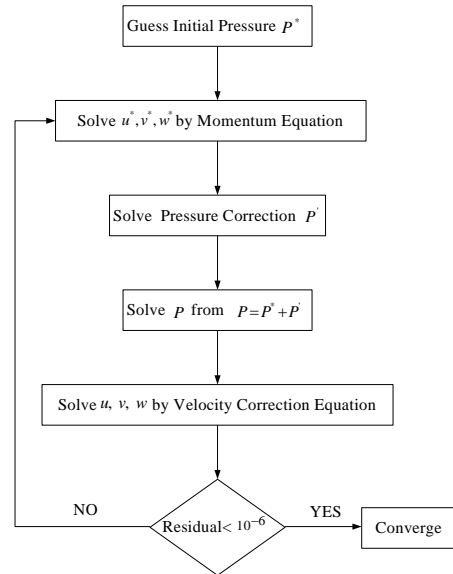 Guess Initial Pressure P*
Solve u*,v*,w* by Momentum Equation
Solve Pressure Correction P'
Solve P from P=P*+P'
Solve u, v, w by Velocity Correction Equation
NO
Residual< 10⁻⁶
YES
Converge